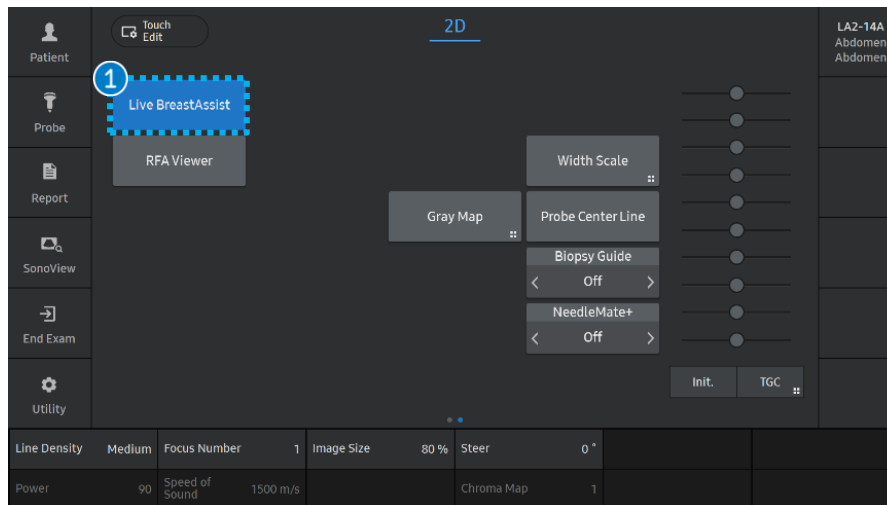 Patient
Touch
Edit
2D
LA2-14A
Abdomen
Abdomen
1
Live BreastAssist
Probe
RFA Viewer
Width Scale
Report
Gray Map
Probe Center Line
Biopsy Guide
< Off >
SonoView
NeedleMate+
< Off >
End Exam
Init.
TGC
Utility
Line Density Medium
Focus Number 1
Image Size 80 %
Steer 0 °
Power 90
Speed of
Sound 1500 m/s
Chroma Map 1